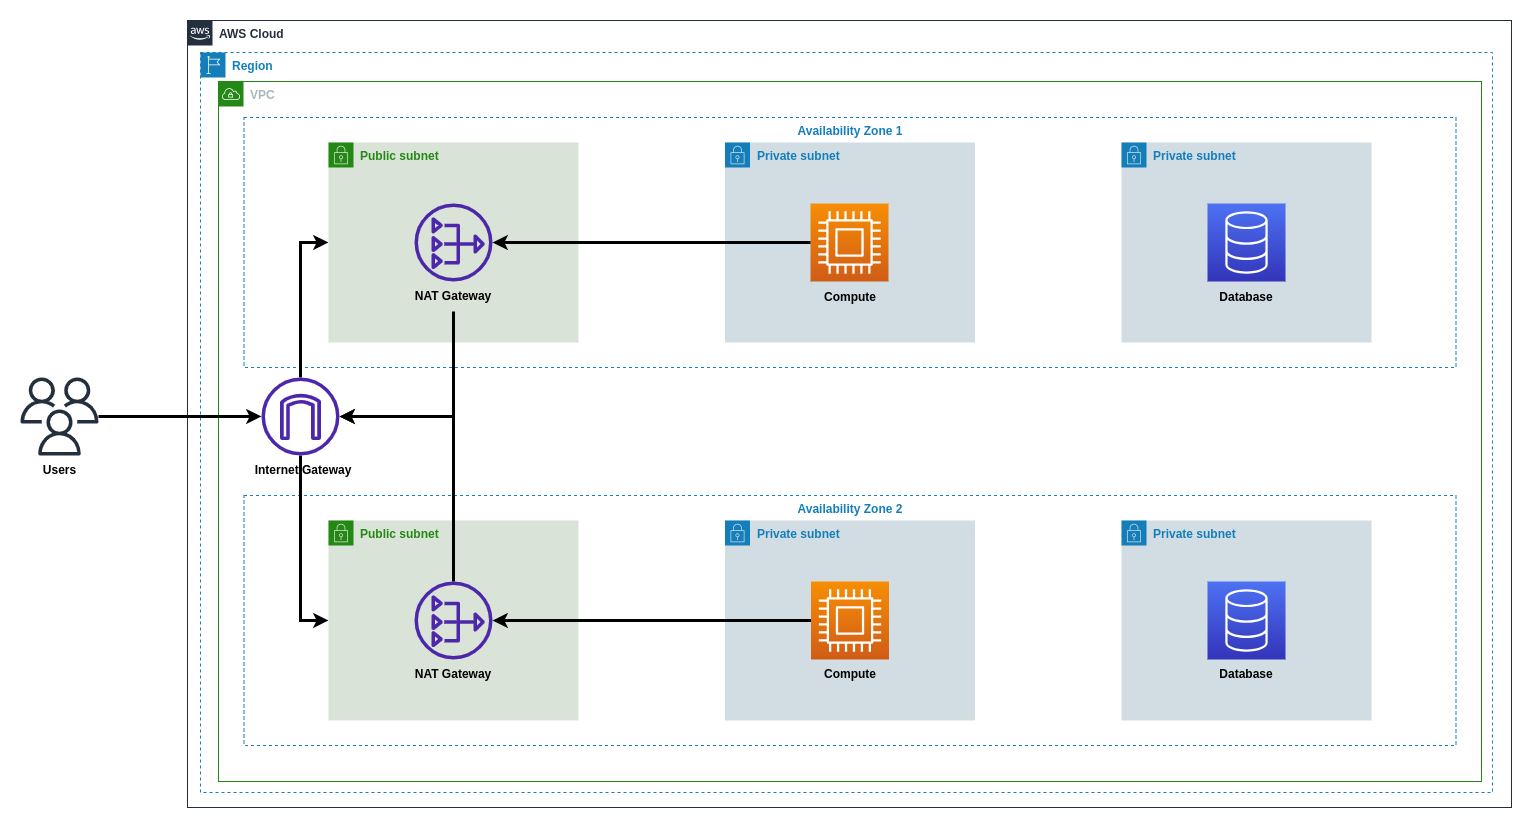 aws
AWS Cloud
Region
VPC
Availability Zone 1
Public subnet
Private subnet
Private subnet
NAT Gateway
Compute
Database
Users
Internet Gateway
Availability Zone 2
Public subnet
Private subnet
Private subnet
NAT Gateway
Compute
Database